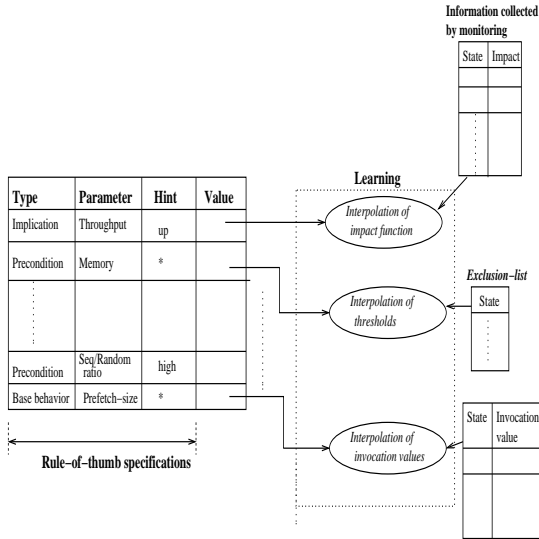 Information collected
by monitoring
State Impact
Learning
Type Parameter Hint Value
Implication Throughput up
Interpolation of
impact function
Precondition Memory *
Exclusion-list
State
Interpolation of
thresholds
Precondition Seq/Random
ratio high
Base behavior Prefetch-size *
State Invocation
value
Interpolation of
invocation values
Rule-of-thumb specifications